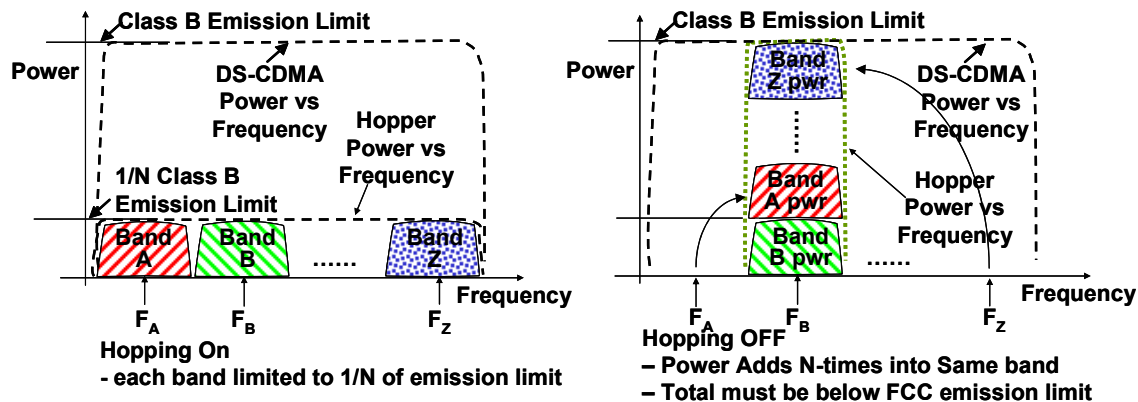 Class B Emission Limit
Power
DS-CDMA
Power vs
Frequency
Hopper
Power vs
Frequency
1/N Class B
Emission Limit
Band
A
Band
B
......
Band
Z
Frequency
FA
FB
FZ
Hopping On
- each band limited to 1/N of emission limit
Class B Emission Limit
Power
Band
Z pwr
DS-CDMA
Power vs
Frequency
Band
A pwr
Hopper
Power vs
Frequency
Band
B pwr
......
Frequency
FA
FB
FZ
Hopping OFF
– Power Adds N-times into Same band
– Total must be below FCC emission limit